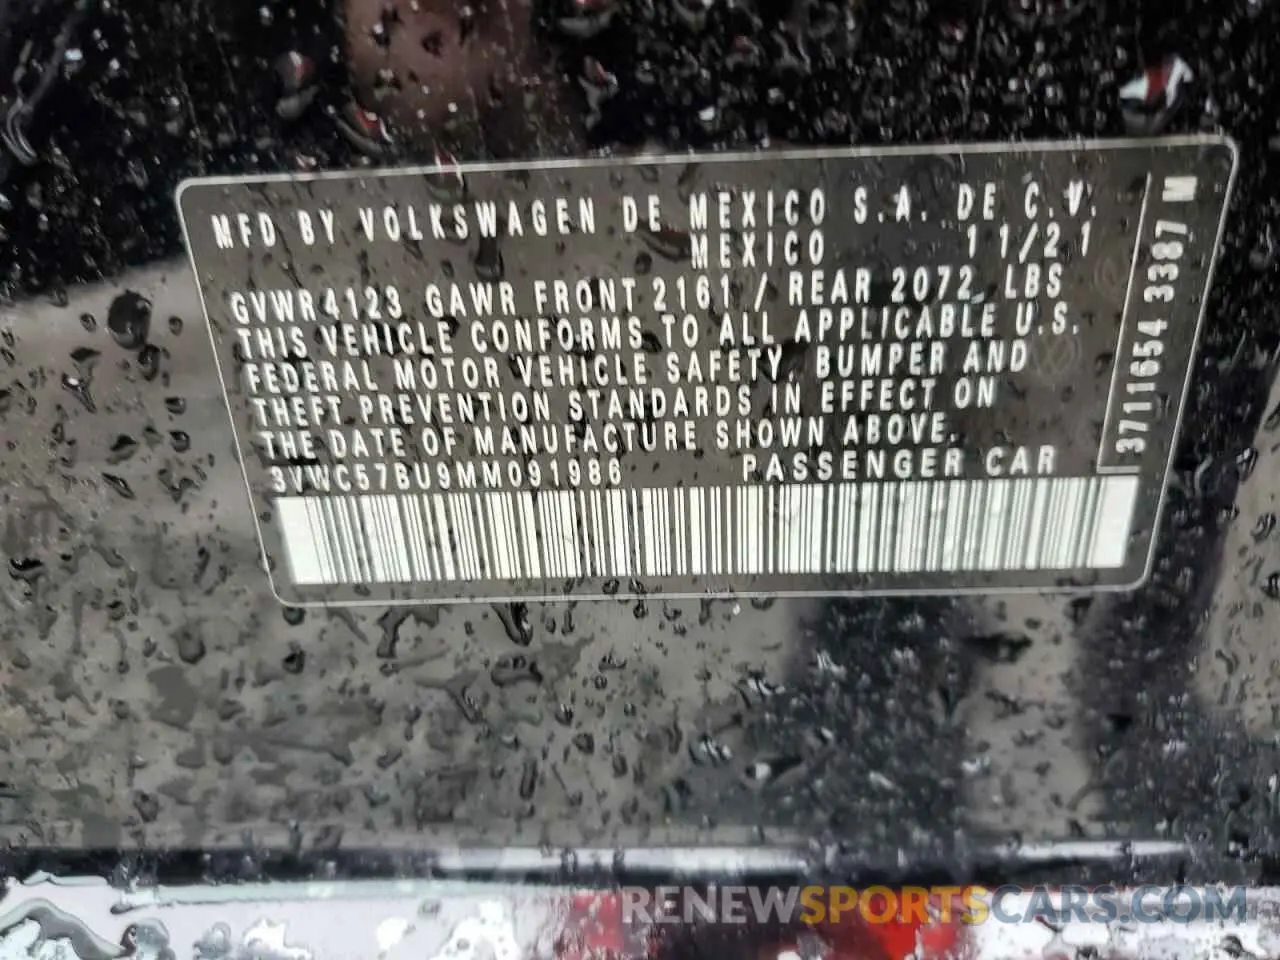 MFD BY VOLKSWAGEN DE MEXICO S.A. DE C.V.
MEXICO 11/21
GVWR 4123 GAWR FRONT 2161 / REAR 2072 LBS
THIS VEHICLE CONFORMS TO ALL APPLICABLE U.S.
FEDERAL MOTOR VEHICLE SAFETY, BUMPER AND
THEFT PREVENTION STANDARDS IN EFFECT ON
THE DATE OF MANUFACTURE SHOWN ABOVE.
3VWC57BU9MM091986 PASSENGER CAR
3711654 3387 M
RENEWSPORTSCARS.COM